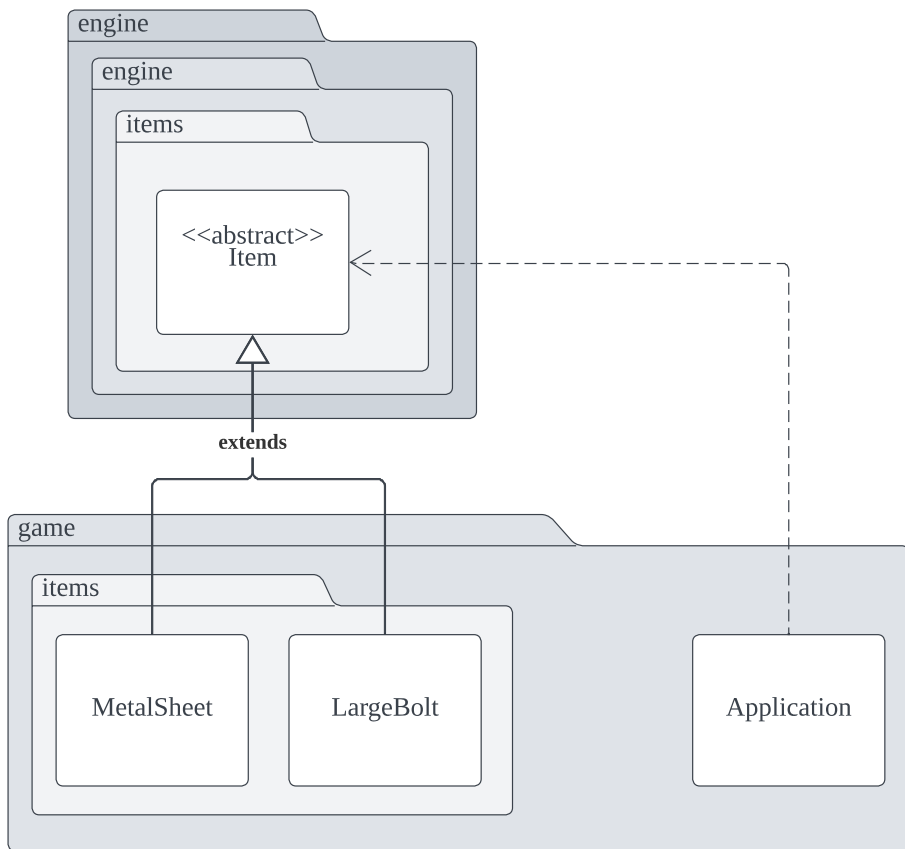 engine
engine
items
<<abstract>>
Item
extends
game
items
MetalSheet
LargeBolt
Application